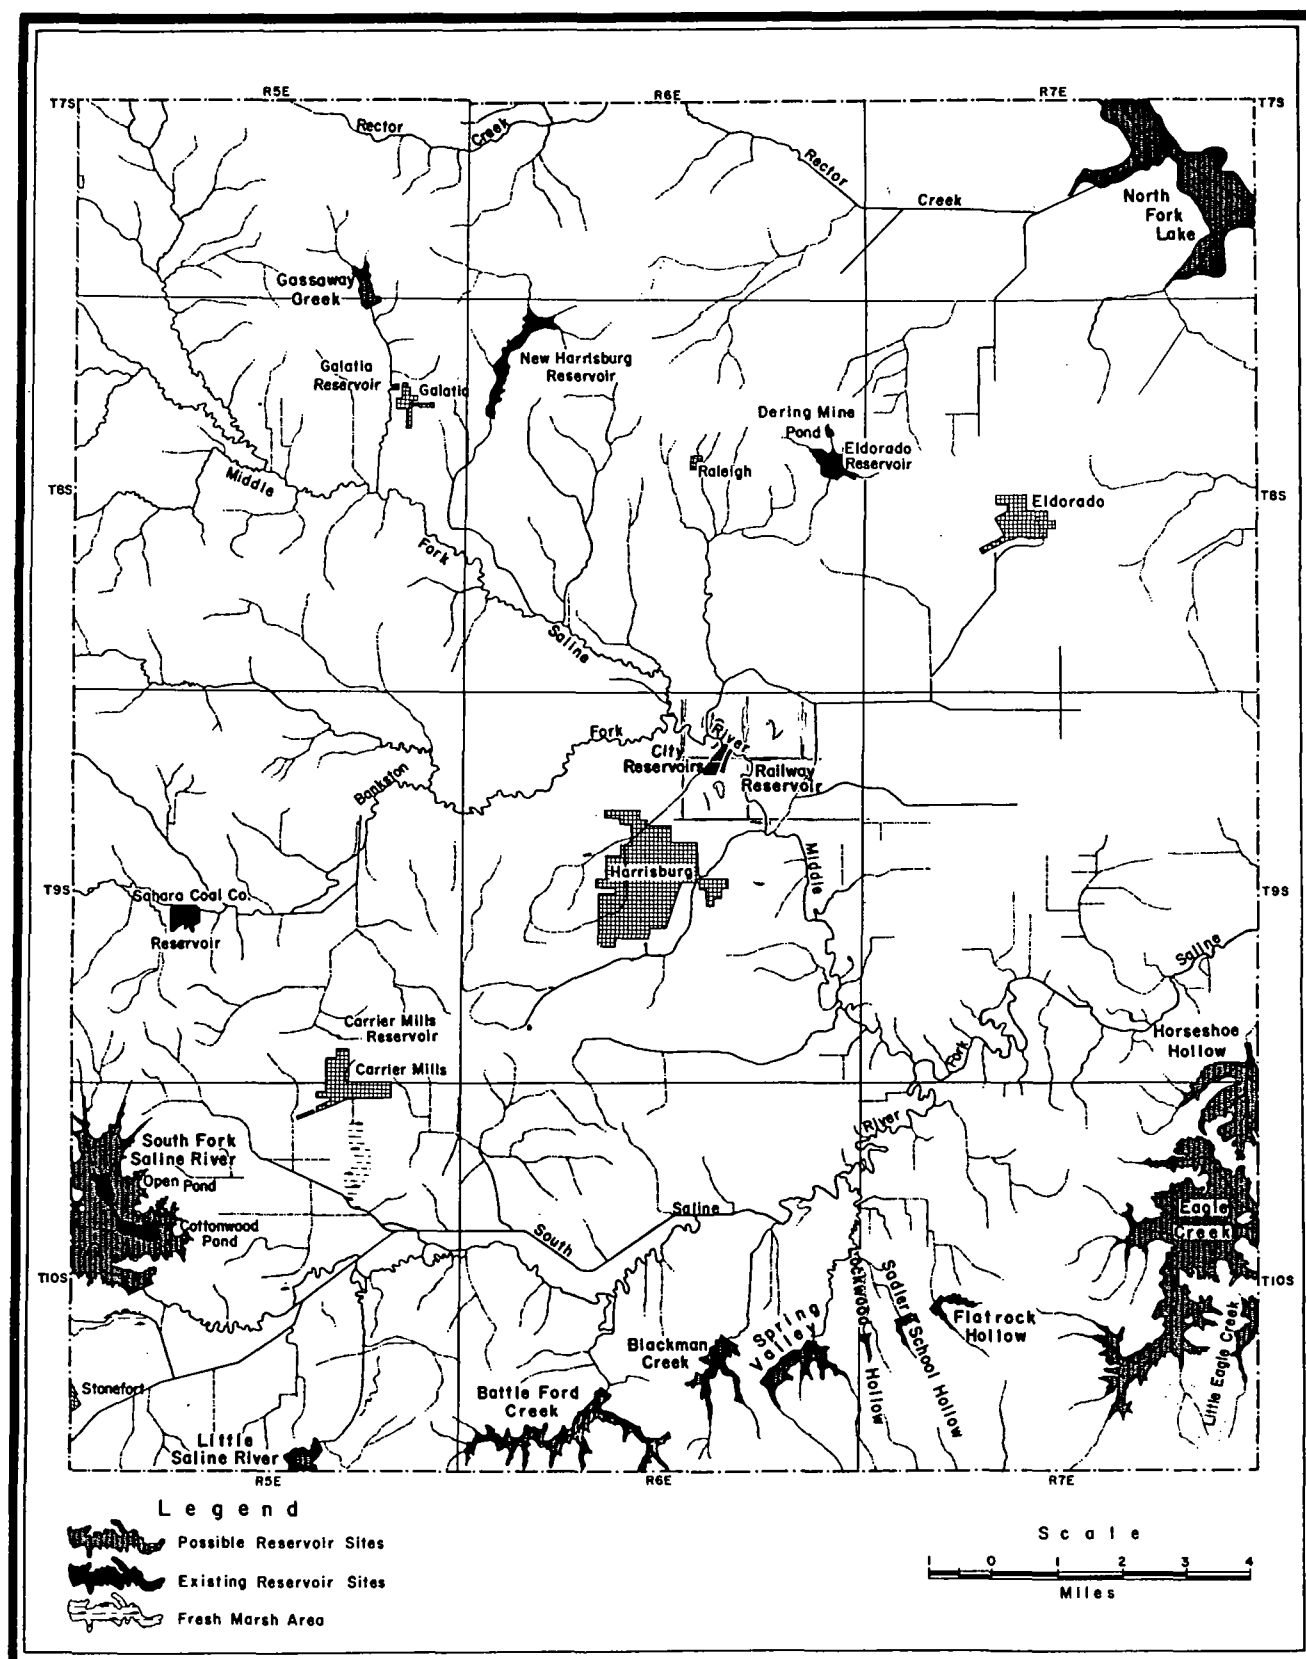 R5E
R6E
R7E
T7S
T7S
Rector
Creek
Rector
Creek
North
Fork
Lake
Gassaway
Creek
New Harrisburg
Reservoir
Galatia
Reservoir
Galatia
Dering Mine
Pond
Eldorado
Reservoir
Raleigh
Middle
T8S
T8S
Eldorado
Fork
Saline
Fork
River
2
City
Reservoirs
Railway
Reservoir
10
Bankston
Middle
Harrisburg
T9S
T9S
Sahara Coal Co.
Reservoir
Saline
Carrier Mills
Reservoir
Horseshoe
Hollow
Fork
Carrier Mills
River
South Fork
Saline River
Open Pond
Cottonwood
Pond
Saline
South
Eagle
Creek
T10S
T10S
Sadler School Hollow
Flatrock
Hollow
Little Eagle Creek
Spring
Valley
Hollow
Blackman
Creek
Stonefort
Battle Ford
Creek
Little
Saline River
R5E
R6E
R7E
Legend
Possible Reservoir Sites
Existing Reservoir Sites
Fresh Marsh Area
Scale
1 0 1 2 3 4
Miles